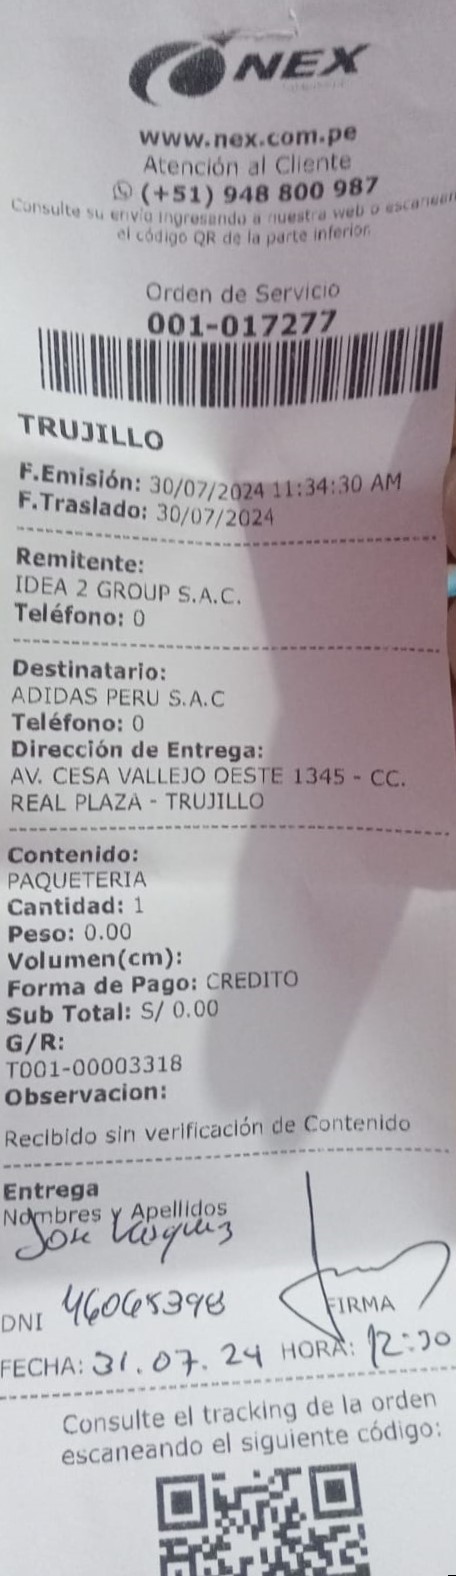 NEX
www.nex.com.pe
Atención al Cliente
(+51) 948 800 987
Consulte su envío ingresando a nuestra web o escanean
el código QR de la parte inferior.
Orden de Servicio
001-017277
TRUJILLO
F.Emisión: 30/07/2024 11:34:30 AM
F.Traslado: 30/07/2024
Remitente:
IDEA 2 GROUP S.A.C.
Teléfono: 0
Destinatario:
ADIDAS PERU S.A.C
Teléfono: 0
Dirección de Entrega:
AV. CESA VALLEJO OESTE 1345 - CC.
REAL PLAZA - TRUJILLO
Contenido:
PAQUETERIA
Cantidad: 1
Peso: 0.00
Volumen(cm):
Forma de Pago: CREDITO
Sub Total: S/ 0.00
G/R:
T001-00003318
Observacion:
Recibido sin verificación de Contenido
Entrega
Nombres y Apellidos
Jose Vasquez
DNI 46065398
FIRMA
FECHA: 31.07.24 HORA: 12:30
Consulte el tracking de la orden
escaneando el siguiente código: